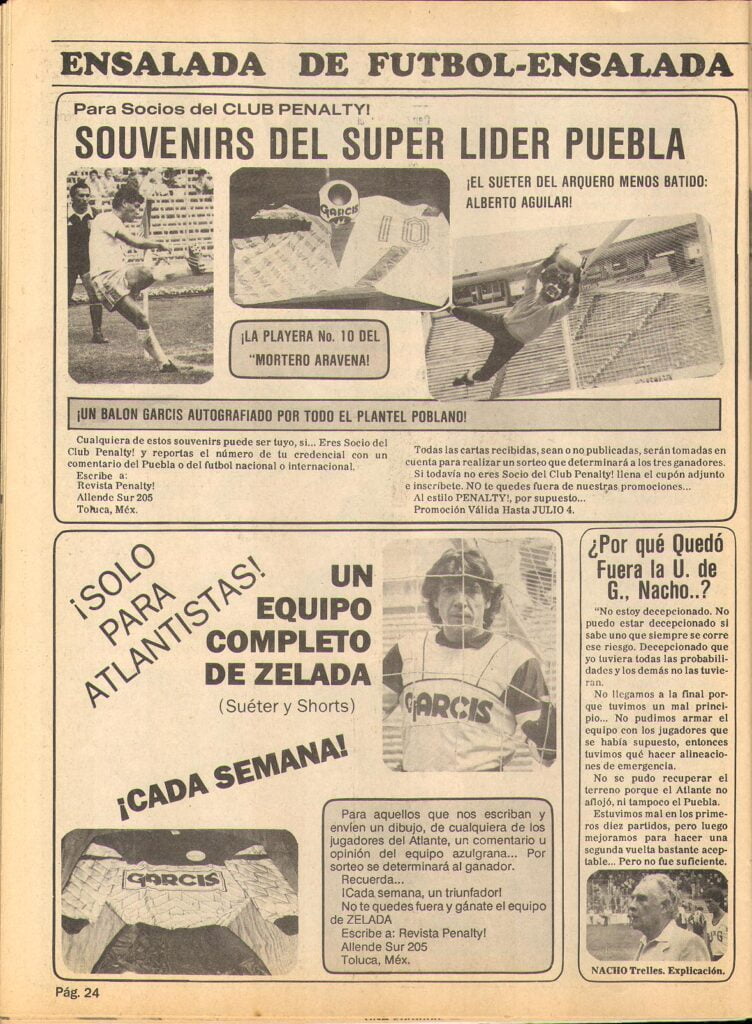 ENSALADA DE FUTBOL-ENSALADA
Para Socios del CLUB PENALTY!
SOUVENIRS DEL SUPER LIDER PUEBLA
GARCIS
10
¡EL SUETER DEL ARQUERO MENOS BATIDO:
ALBERTO AGUILAR!
¡LA PLAYERA No. 10 DEL
"MORTERO ARAVENA!
¡UN BALON GARCIS AUTOGRAFIADO POR TODO EL PLANTEL POBLANO!
Cualquiera de estos souvenirs puede ser tuyo, si... Eres Socio del
Club Penalty! y reportas el número de tu credencial con un
comentario del Puebla o del futbol nacional o internacional.
Escribe a:
Revista Penalty!
Allende Sur 205
Toluca, Méx.
Todas las cartas recibidas, sean o no publicadas, serán tomadas en
cuenta para realizar un sorteo que determinará a los tres ganadores.
Si todavía no eres Socio del Club Penalty! llena el cupón adjunto
e inscríbete. NO te quedes fuera de nuestras promociones...
Al estilo PENALTY!, por supuesto...
Promoción Válida Hasta JULIO 4.
¡SOLO
PARA
ATLANTISTAS!
UN
EQUIPO
COMPLETO
DE ZELADA
(Suéter y Shorts)
¡CADA SEMANA!
GARCIS
GARCIS
Para aquellos que nos escriban y
envíen un dibujo, de cualquiera de los
jugadores del Atlante, un comentario u
opinión del equipo azulgrana... Por
sorteo se determinará al ganador.
Recuerda...
¡Cada semana, un triunfador!
No te quedes fuera y gánate el equipo
de ZELADA
Escribe a: Revista Penalty!
Allende Sur 205
Toluca, Méx.
¿Por qué Quedó
Fuera la U. de
G., Nacho..?
"No estoy decepcionado. No
puedo estar decepcionado si
sabe uno que siempre se corre
ese riesgo. Decepcionado que
yo tuviera todas las probabili-
dades y los demás no las tuvie-
ran.
No llegamos a la final por-
que tuvimos un mal princi-
pio... No pudimos armar el
equipo con los jugadores que
se había supuesto, entonces
tuvimos qué hacer alineacio-
nes de emergencia.
No se pudo recuperar el
terreno porque el Atlante no
aflojó, ni tampoco el Puebla.
Estuvimos mal en los prime-
ros diez partidos, pero luego
mejoramos para hacer una
segunda vuelta bastante acep-
table... Pero no fue suficiente.
NACHO Trelles. Explicación.
Pág. 24